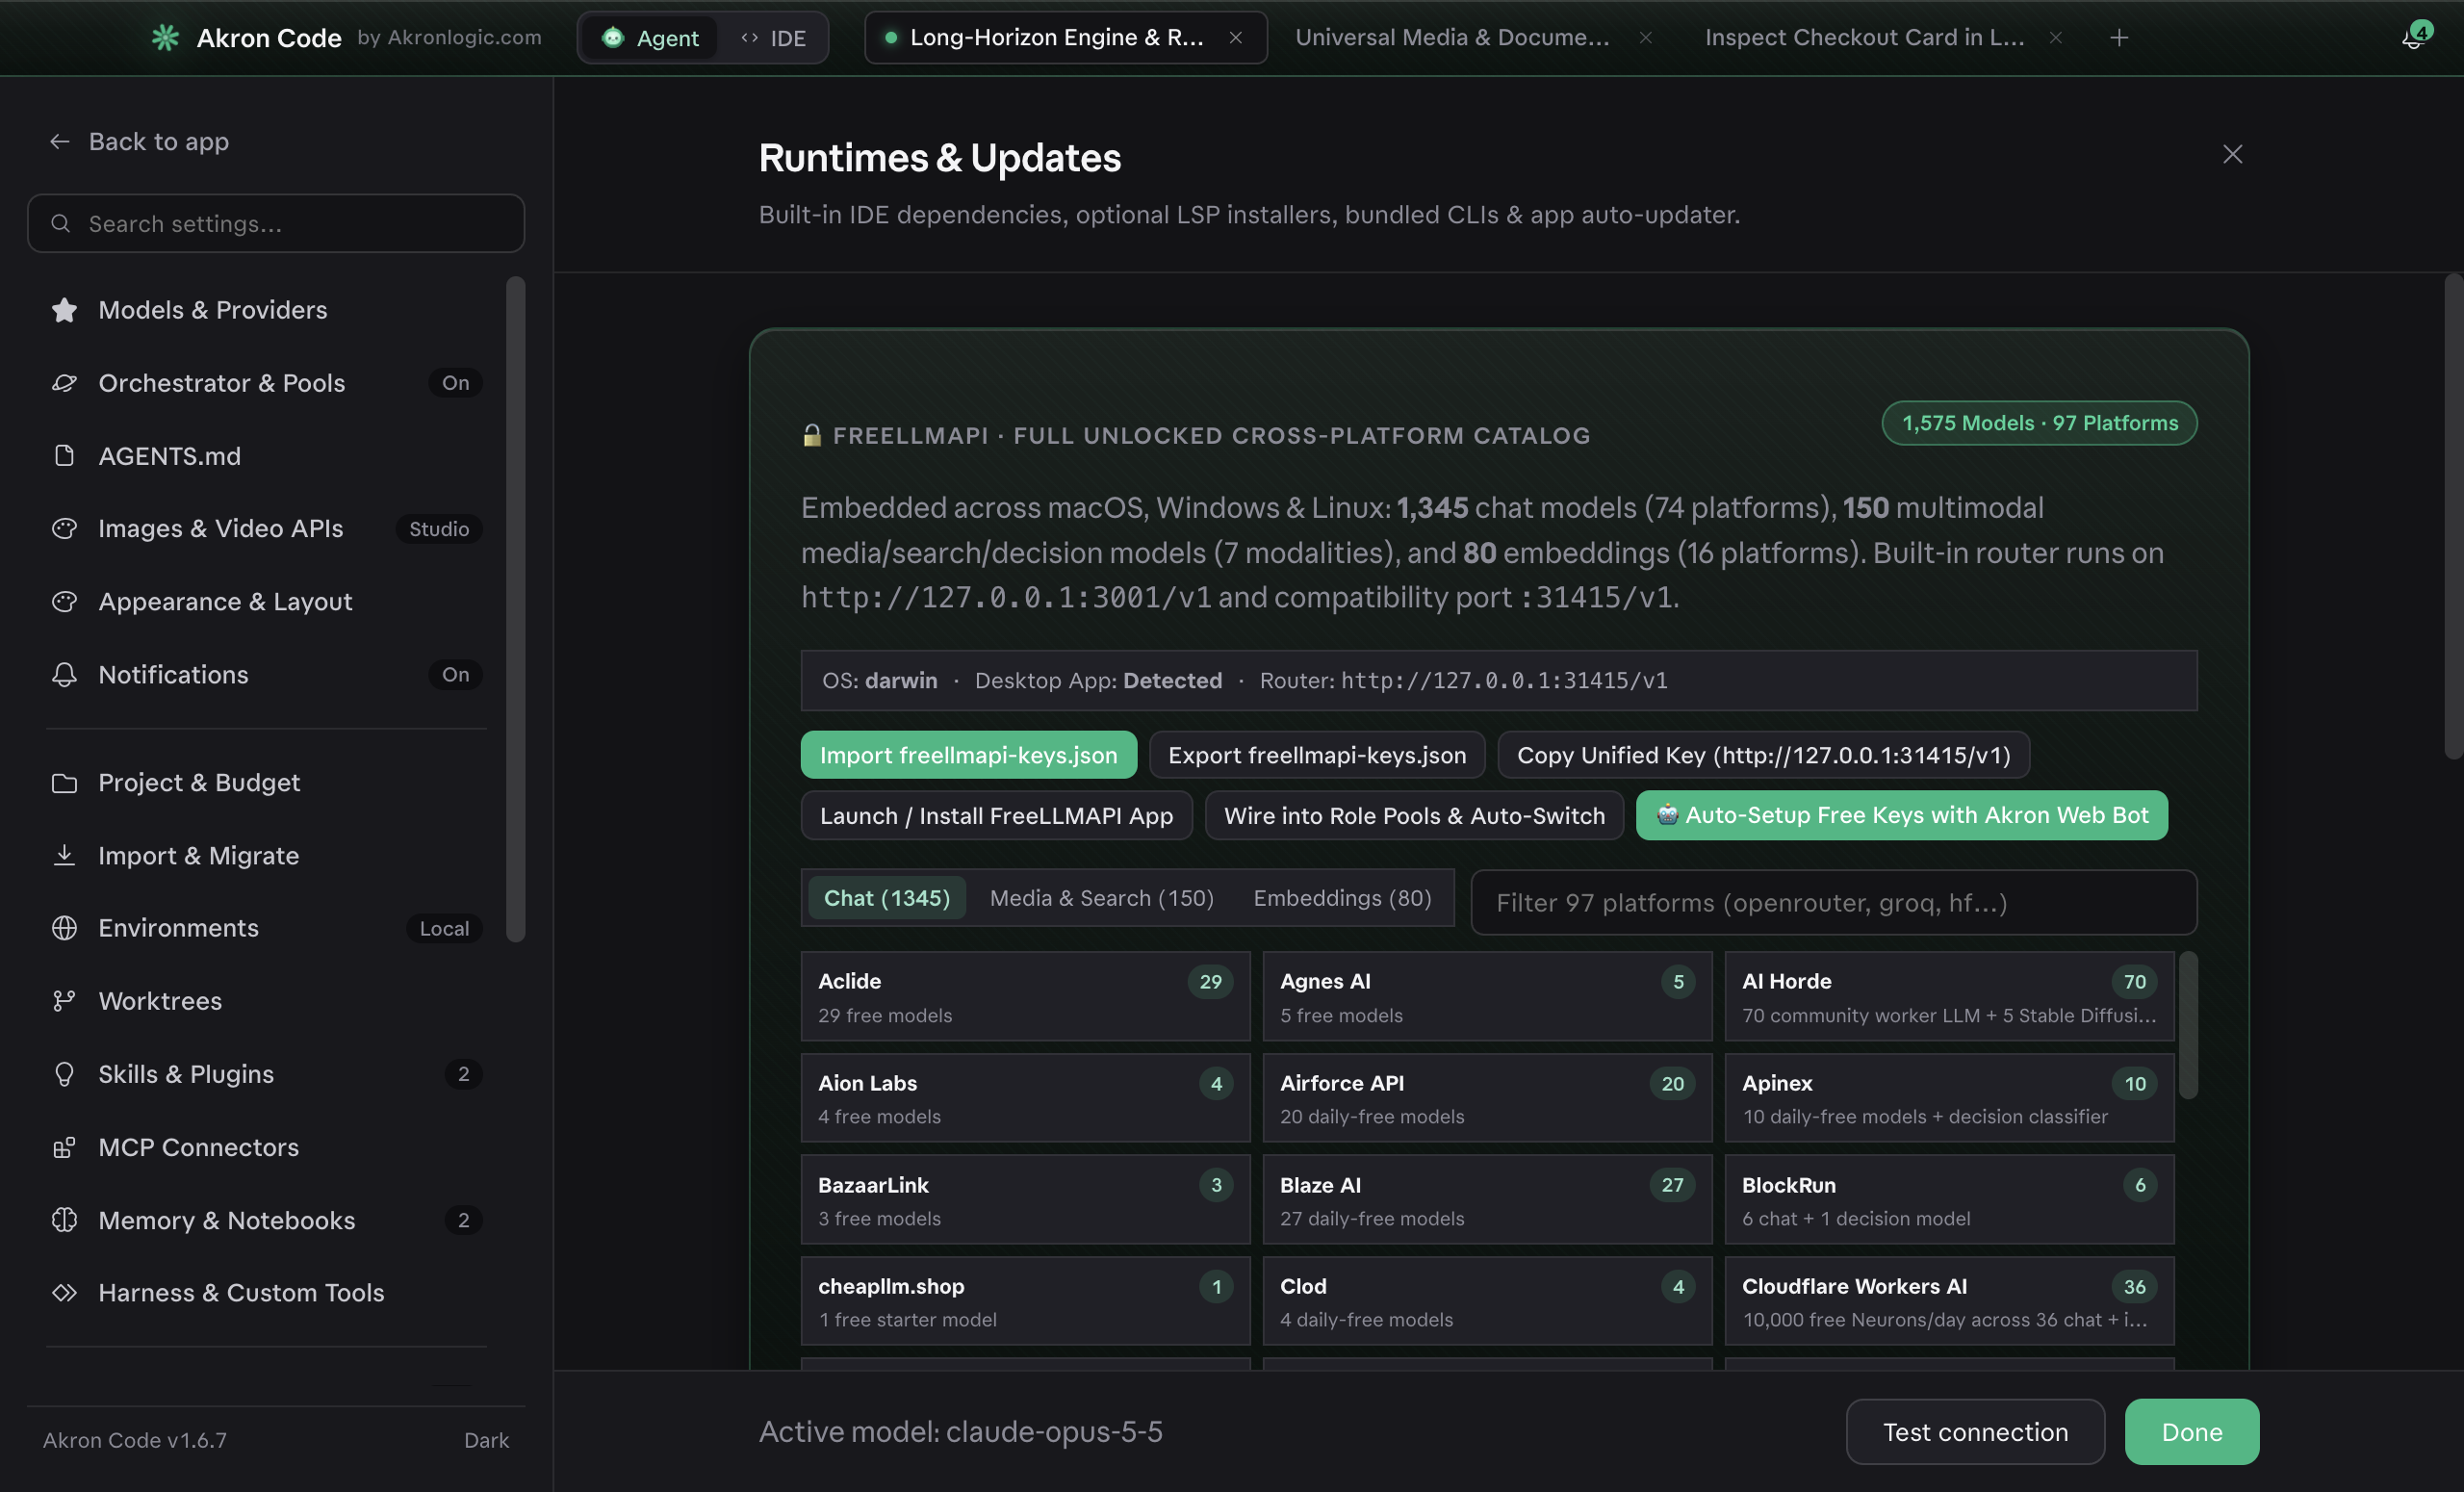 Akron Code by Akronlogic.com
Agent
IDE
Long-Horizon Engine & R...
Universal Media & Docume...
Inspect Checkout Card in L...
4
Back to app
Search settings...
Models & Providers
Orchestrator & Pools On
AGENTS.md
Images & Video APIs Studio
Appearance & Layout
Notifications On
Project & Budget
Import & Migrate
Environments Local
Worktrees
Skills & Plugins 2
MCP Connectors
Memory & Notebooks 2
Harness & Custom Tools
Akron Code v1.6.7 Dark
Runtimes & Updates
Built-in IDE dependencies, optional LSP installers, bundled CLIs & app auto-updater.
FREELLMAPI · FULL UNLOCKED CROSS-PLATFORM CATALOG
1,575 Models · 97 Platforms
Embedded across macOS, Windows & Linux: 1,345 chat models (74 platforms), 150 multimodal
media/search/decision models (7 modalities), and 80 embeddings (16 platforms). Built-in router runs on
http://127.0.0.1:3001/v1 and compatibility port :31415/v1.
OS: darwin · Desktop App: Detected · Router: http://127.0.0.1:31415/v1
Import freellmapi-keys.json
Export freellmapi-keys.json
Copy Unified Key (http://127.0.0.1:31415/v1)
Launch / Install FreeLLMAPI App
Wire into Role Pools & Auto-Switch
Auto-Setup Free Keys with Akron Web Bot
Chat (1345)
Media & Search (150)
Embeddings (80)
Filter 97 platforms (openrouter, groq, hf...)
Aclide 29
29 free models
Agnes AI 5
5 free models
AI Horde 70
70 community worker LLM + 5 Stable Diffusi...
Aion Labs 4
4 free models
Airforce API 20
20 daily-free models
Apinex 10
10 daily-free models + decision classifier
BazaarLink 3
3 free models
Blaze AI 27
27 daily-free models
BlockRun 6
6 chat + 1 decision model
cheapllm.shop 1
1 free starter model
Clod 4
4 daily-free models
Cloudflare Workers AI 36
10,000 free Neurons/day across 36 chat + i...
Active model: claude-opus-5-5
Test connection
Done